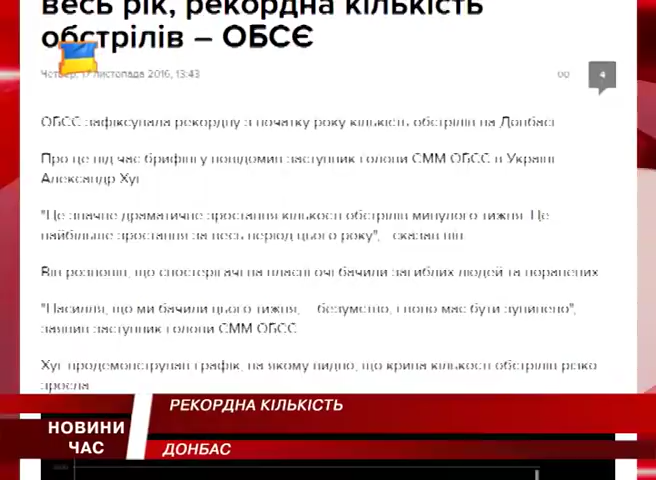 весь рік, рекордна кількість
обстрілів – ОБСЄ
Четвер, 17 листопада 2016, 13:43
00
4
ОБСЄ зафіксувала рекордну з початку року кількість обстрілів на Донбасі
Про це під час брифінгу повідомив заступник голови СММ ОБСЄ в Україні
Александр Хуг
"Це значне драматичне зростання кількості обстрілів минулого тижня. Це
найбільше зростання за весь період цього року", сказав він
Він розповів, що спостерігачі на власні очі бачили загиблих людей та поранених
"Насилля, що ми бачили цього тижня, – безумство, і воно має бути зупинено",
заявив заступник голови СММ ОБСЄ
Хуг продемонстрував графік, на якому видно, що крива кількості обстрілів різко
зросла
РЕКОРДНА КІЛЬКІСТЬ
НОВИНИ
ЧАС
ДОНБАС